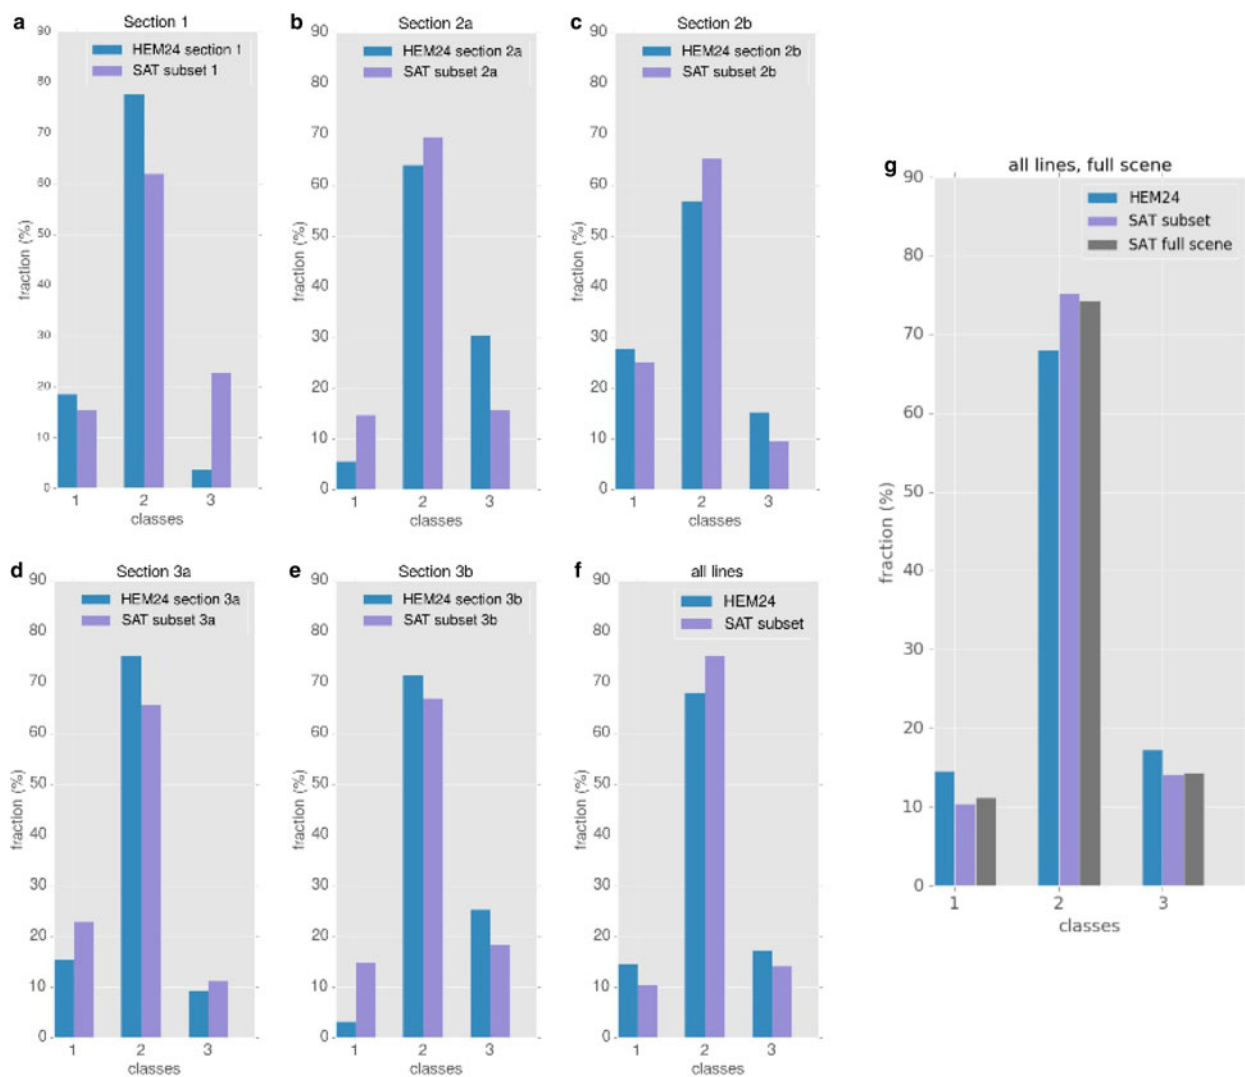 a
Section 1
HEM24 section 1
SAT subset 1
90
80
70
60
50
40
30
20
10
0
fraction (%)
1 2 3
classes
b
Section 2a
HEM24 section 2a
SAT subset 2a
90
80
70
60
50
40
30
20
10
0
fraction (%)
1 2 3
classes
c
Section 2b
HEM24 section 2b
SAT subset 2b
90
80
70
60
50
40
30
20
10
0
fraction (%)
1 2 3
classes
d
Section 3a
HEM24 section 3a
SAT subset 3a
90
80
70
60
50
40
30
20
10
0
fraction (%)
1 2 3
classes
e
Section 3b
HEM24 section 3b
SAT subset 3b
90
80
70
60
50
40
30
20
10
0
fraction (%)
1 2 3
classes
f
all lines
HEM24
SAT subset
90
80
70
60
50
40
30
20
10
0
fraction (%)
1 2 3
classes
g
all lines, full scene
HEM24
SAT subset
SAT full scene
90
80
70
60
50
40
30
20
10
0
fraction (%)
1 2 3
classes